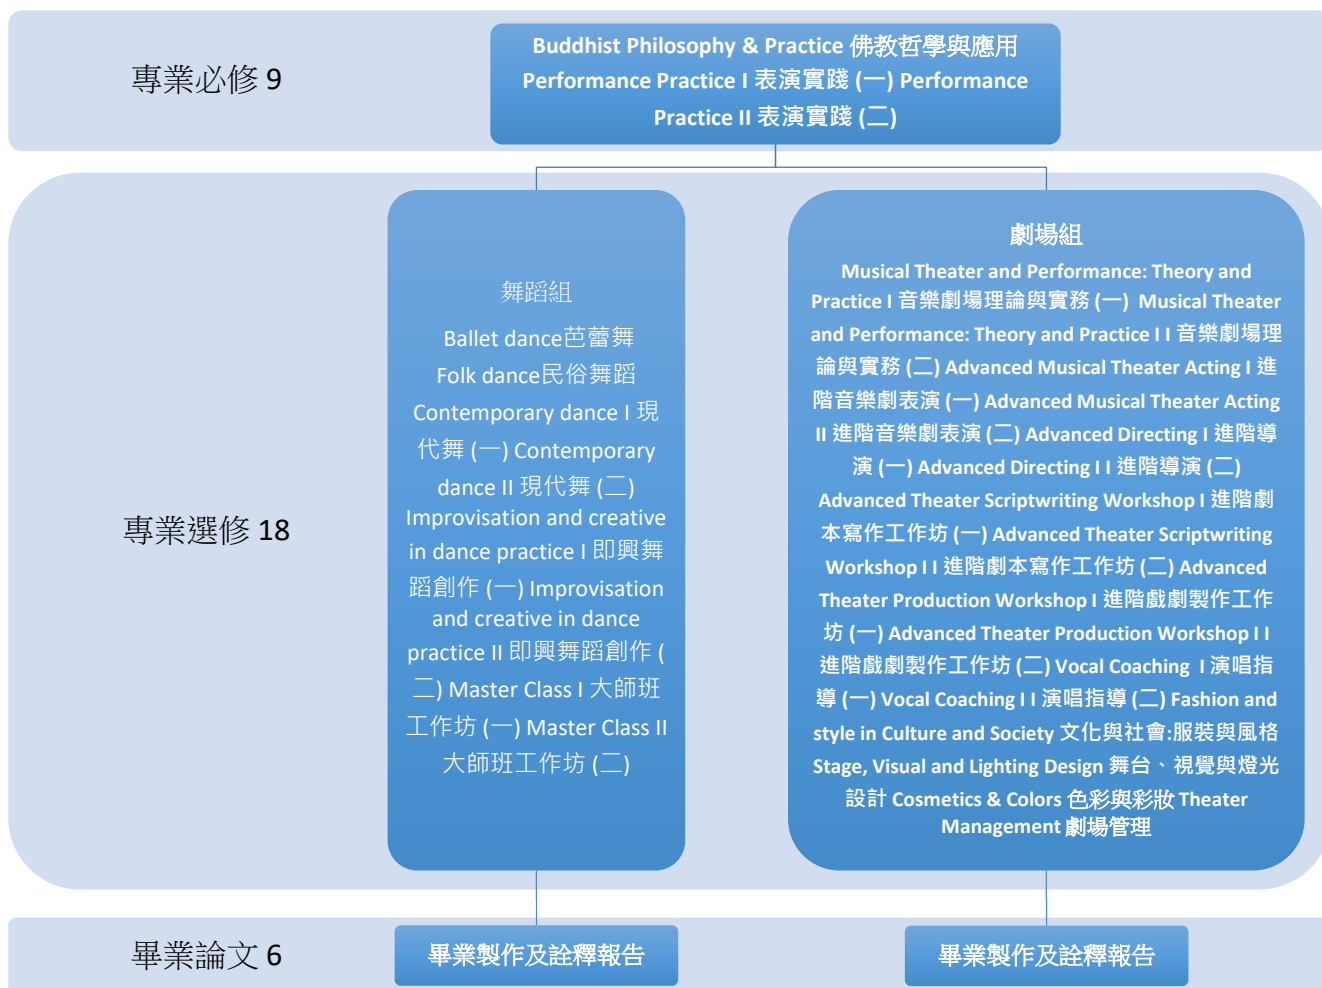 專業必修 9
Buddhist Philosophy & Practice 佛教哲學與應用
Performance Practice I 表演實踐 (一) Performance
Practice II 表演實踐 (二)
專業選修 18
舞蹈組
Ballet dance芭蕾舞
Folk dance民俗舞蹈
Contemporary dance I 現
代舞 (一) Contemporary
dance II 現代舞 (二)
Improvisation and creative
in dance practice I 即興舞
蹈創作 (一) Improvisation
and creative in dance
practice II 即興舞蹈創作 (
二) Master Class I 大師班
工作坊 (一) Master Class II
大師班工作坊 (二)
劇場組
Musical Theater and Performance: Theory and
Practice I 音樂劇場理論與實務 (一) Musical Theater
and Performance: Theory and Practice I I 音樂劇場理
論與實務 (二) Advanced Musical Theater Acting I 進
階音樂劇表演 (一) Advanced Musical Theater Acting
II 進階音樂劇表演 (二) Advanced Directing I 進階導
演 (一) Advanced Directing I I 進階導演 (二)
Advanced Theater Scriptwriting Workshop I 進階劇
本寫作工作坊 (一) Advanced Theater Scriptwriting
Workshop I I 進階劇本寫作工作坊 (二) Advanced
Theater Production Workshop I 進階戲劇製作工作
坊 (一) Advanced Theater Production Workshop I I
進階戲劇製作工作坊 (二) Vocal Coaching I 演唱指
導 (一) Vocal Coaching I I 演唱指導 (二) Fashion and
style in Culture and Society 文化與社會:服裝與風格
Stage, Visual and Lighting Design 舞台、視覺與燈光
設計 Cosmetics & Colors 色彩與彩妝 Theater
Management 劇場管理
畢業論文 6
畢業製作及詮釋報告
畢業製作及詮釋報告